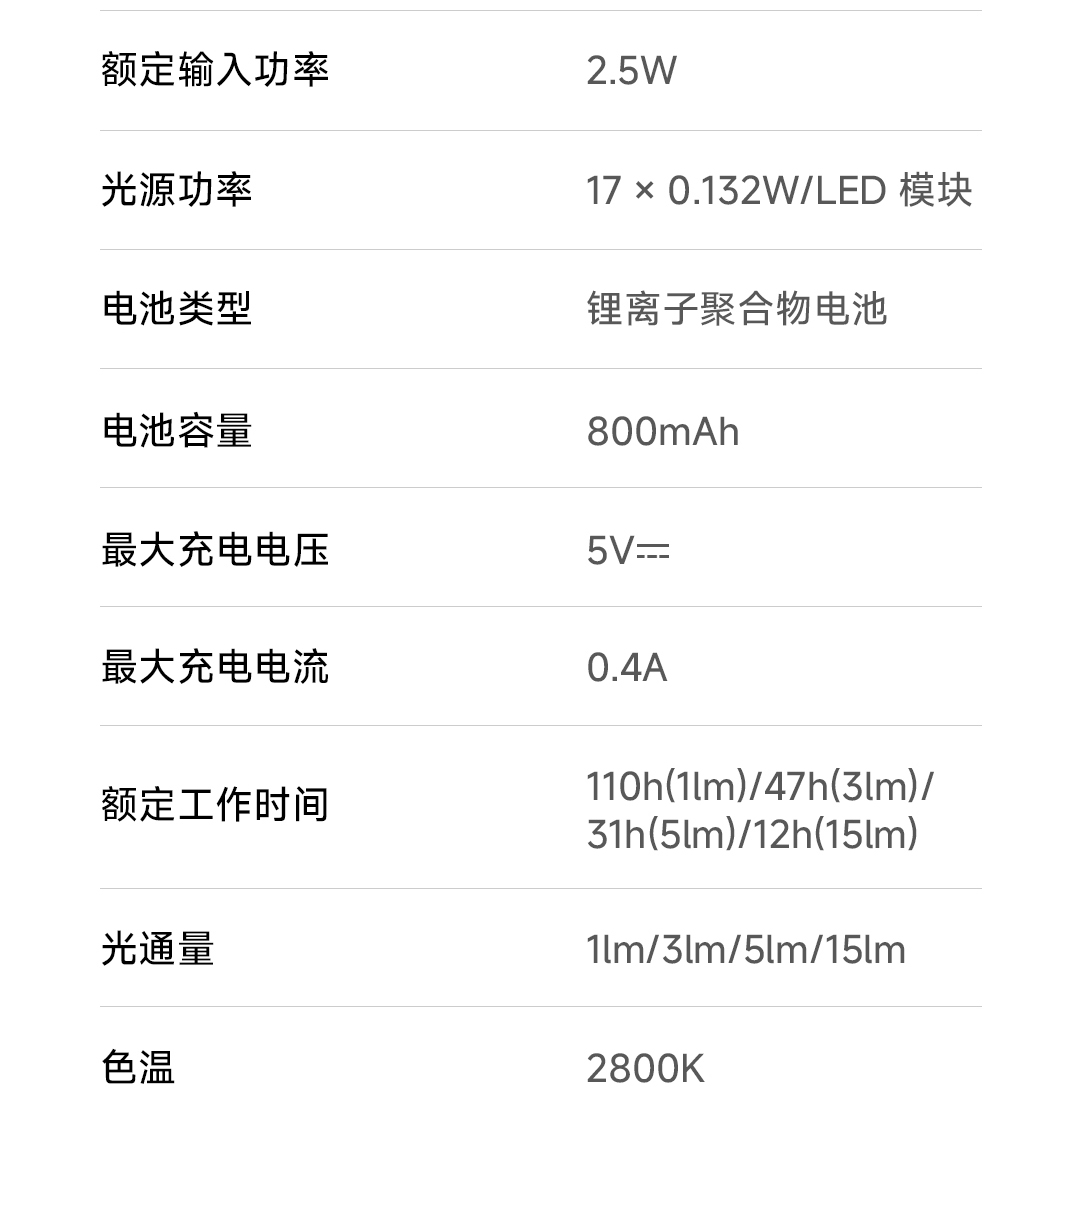 额定输入功率 2.5W
光源功率 17 × 0.132W/LED 模块
电池类型 锂离子聚合物电池
电池容量 800mAh
最大充电电压 5V⎓
最大充电电流 0.4A
额定工作时间 110h(1lm)/47h(3lm)/
31h(5lm)/12h(15lm)
光通量 1lm/3lm/5lm/15lm
色温 2800K